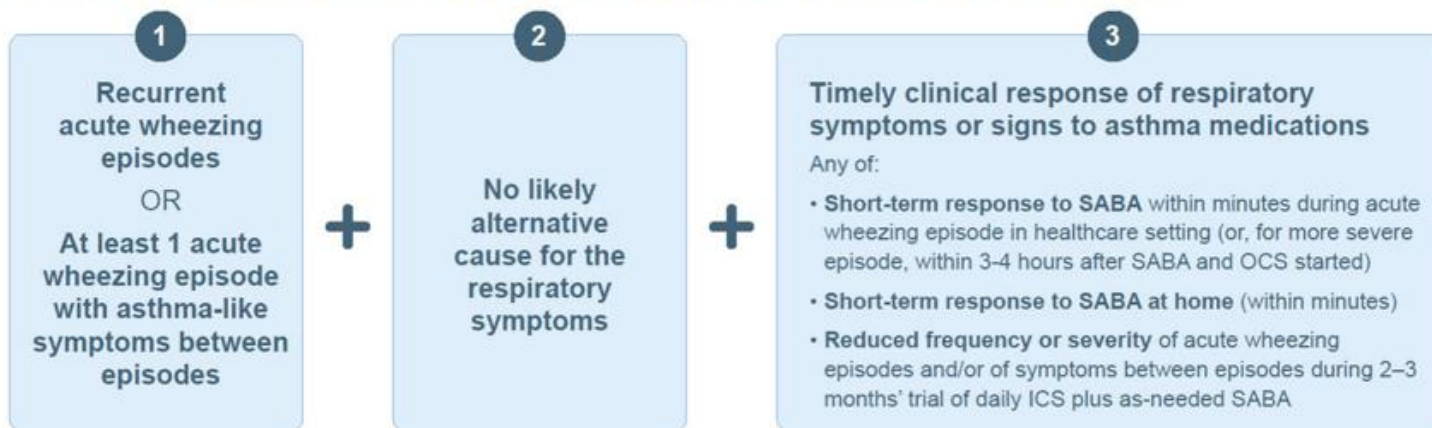 1
Recurrent
acute wheezing
episodes
OR
At least 1 acute
wheezing episode
with asthma-like
symptoms between
episodes
+
2
No likely
alternative
cause for the
respiratory
symptoms
+
3
Timely clinical response of respiratory
symptoms or signs to asthma medications
Any of:
• Short-term response to SABA within minutes during acute
wheezing episode in healthcare setting (or, for more severe
episode, within 3-4 hours after SABA and OCS started)
• Short-term response to SABA at home (within minutes)
• Reduced frequency or severity of acute wheezing
episodes and/or of symptoms between episodes during 2–3
months' trial of daily ICS plus as-needed SABA